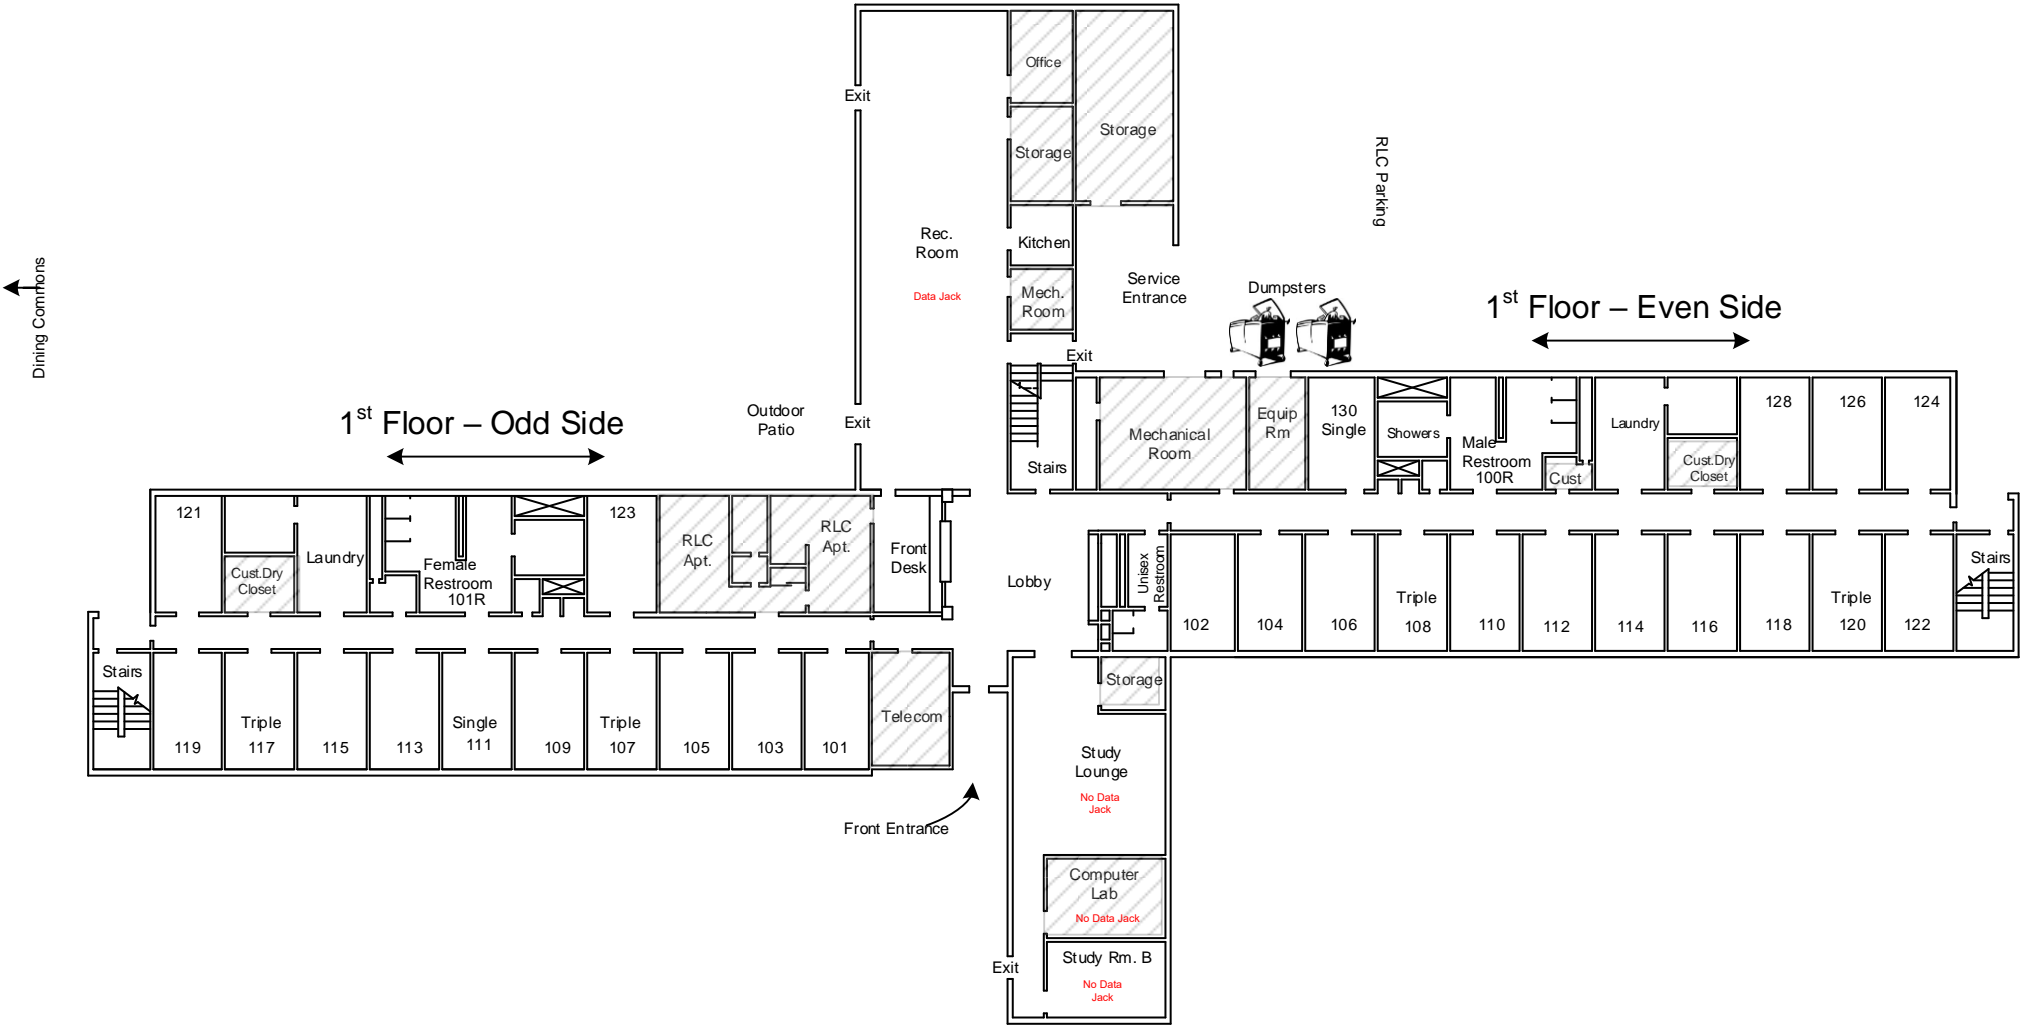 Office
Exit
Storage
Storage
RLC Parking
Rec.
Room
Kitchen
Data Jack
Mech.
Room
Service
Entrance
Dumpsters
1st Floor – Even Side
Dining Commons
Exit
1st Floor – Odd Side
Outdoor
Patio
Exit
Stairs
Mechanical
Room
Equip
Rm
130
Single
Showers
Male
Restroom
100R
Cust
Laundry
Cust.Dry
Closet
128
126
124
121
Cust.Dry
Closet
Laundry
Female
Restroom
101R
123
RLC
Apt.
RLC
Apt.
Front
Desk
Lobby
Unisex
Restroom
102
104
106
Triple
108
110
112
114
116
118
Triple
120
122
Stairs
Stairs
119
Triple
117
115
113
Single
111
109
Triple
107
105
103
101
Telecom
Storage
Study
Lounge
No Data
Jack
Front Entrance
Computer
Lab
No Data Jack
Exit
Study Rm. B
No Data
Jack